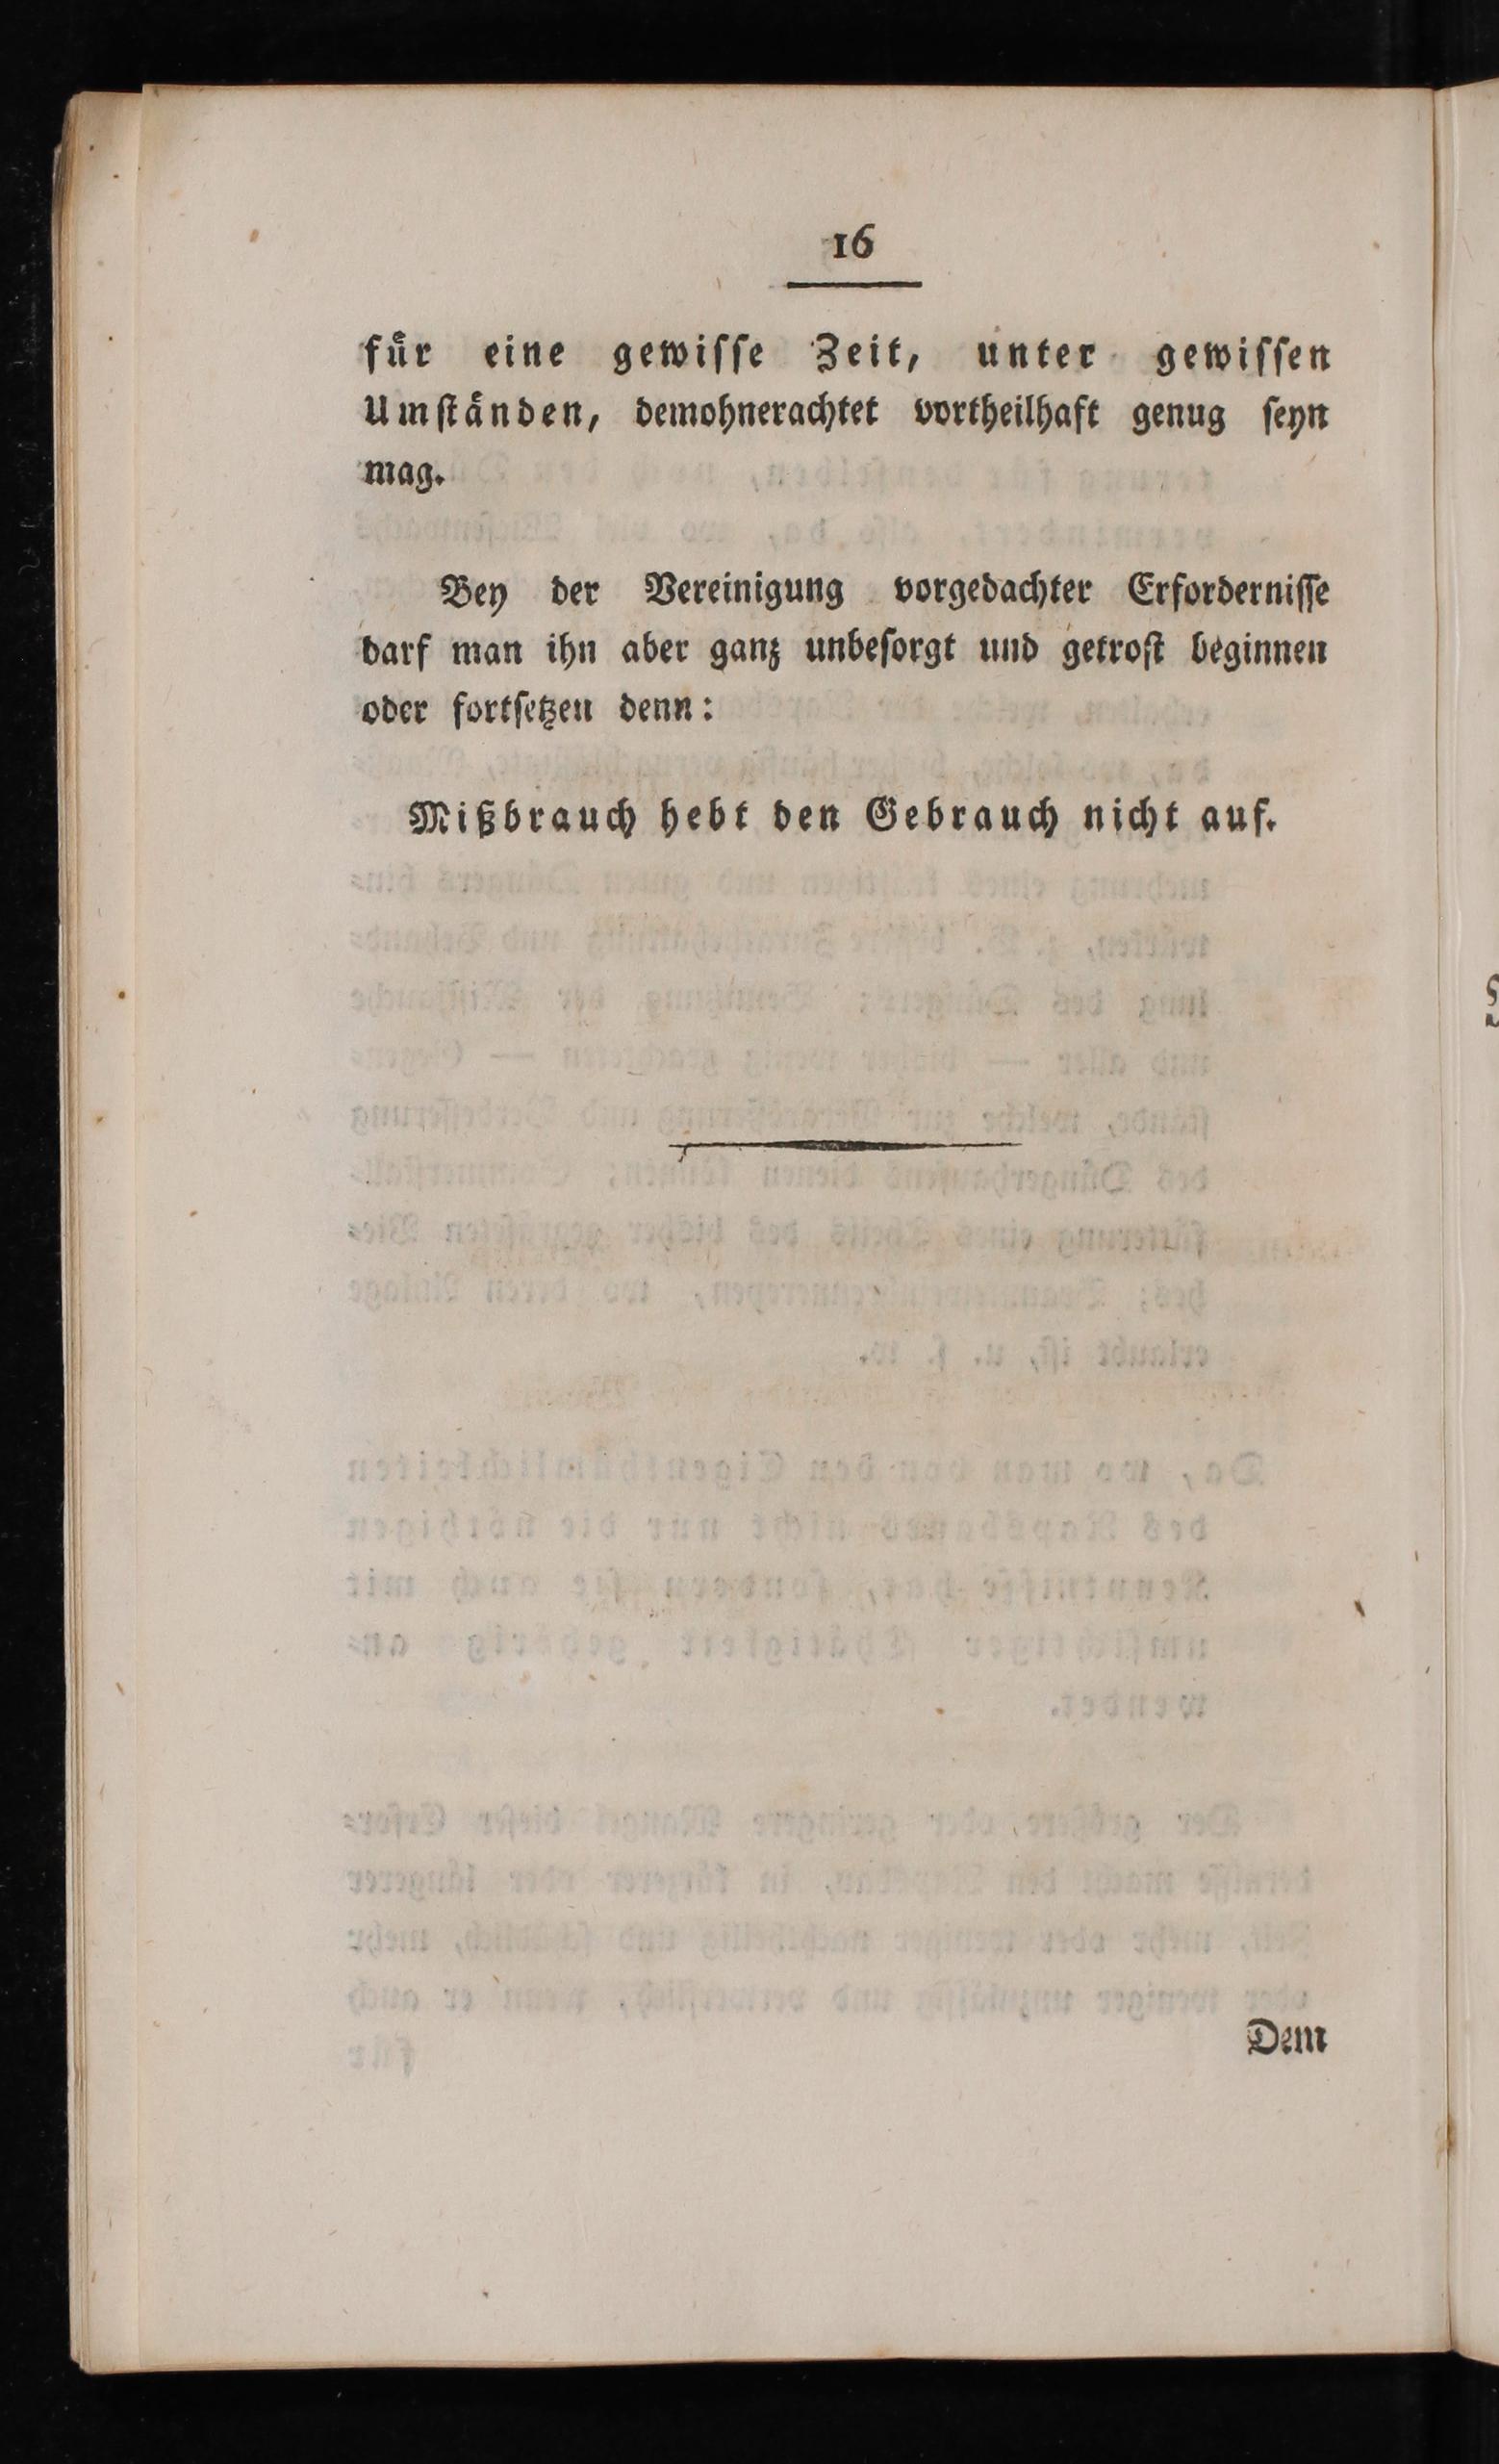 16
für eine gewiſſe Zeit, unter gewiſſen
Umſtänden, demohnerachtet vortheilhaft genug ſeyn
mag.
Bey der Vereinigung vorgedachter Erforderniſſe
darf man ihn aber ganz unbeſorgt und getroſt beginnen
oder fortſetzen denn:
Mißbrauch hebt den Gebrauch nicht auf.
Dem